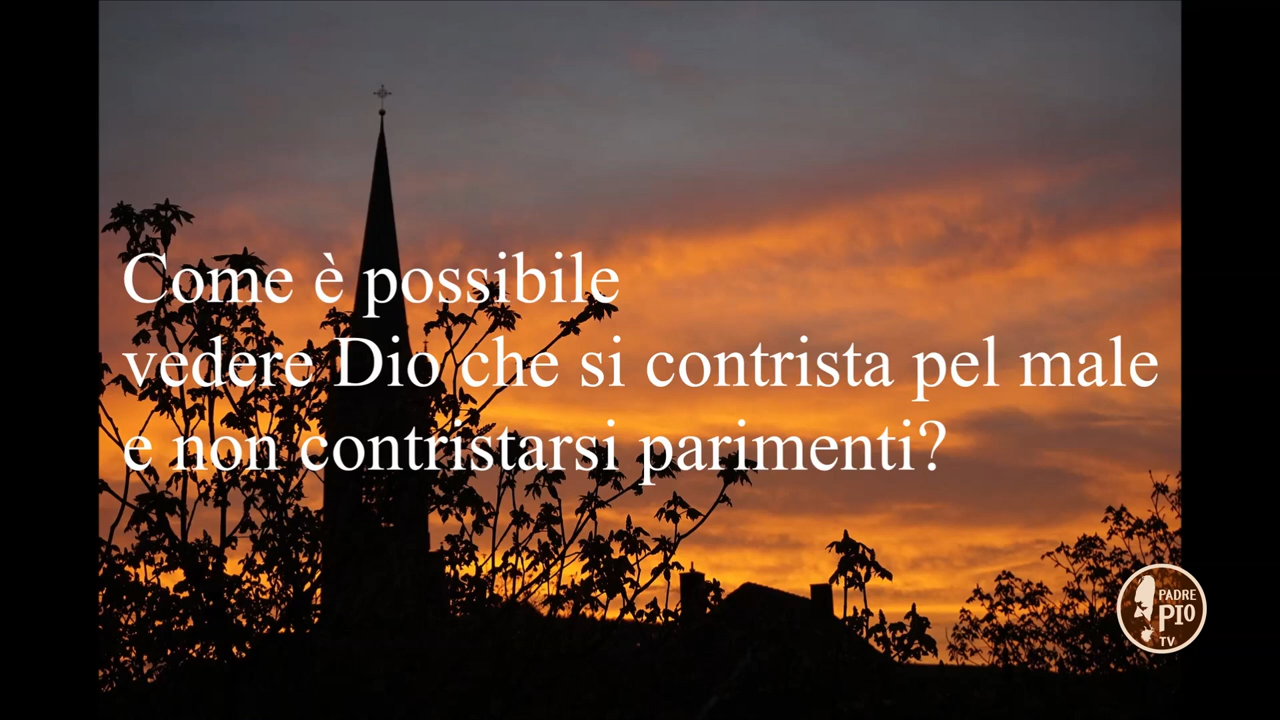 Come è possibile
vedere Dio che si contrista pel male
e non contristarsi parimenti?
PADRE
PIO
TV